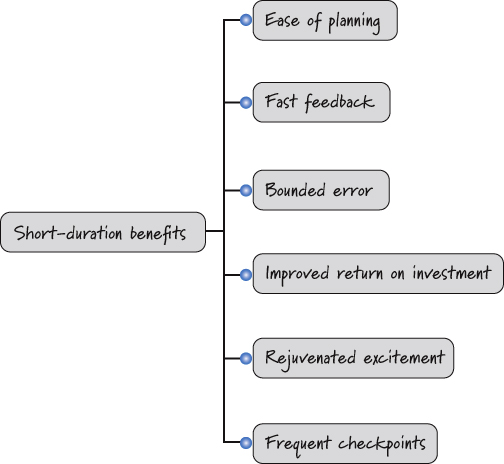 Ease of planning
Fast feedback
Bounded error
Short-duration benefits
Improved return on investment
Rejuvenated excitement
Frequent checkpoints